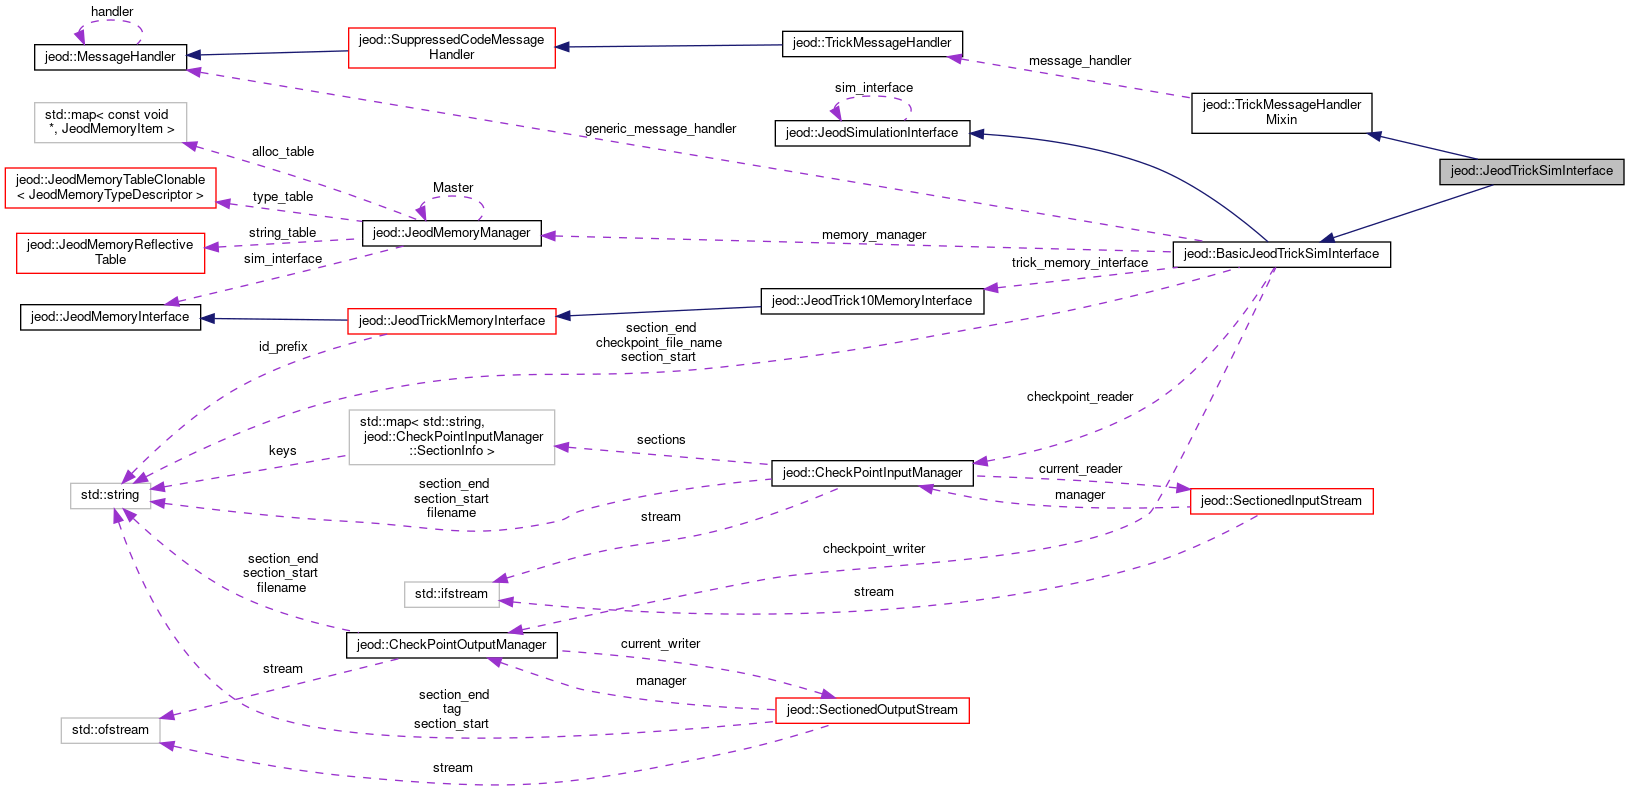 handler
jeod::MessageHandler
jeod::SuppressedCodeMessage
Handler
jeod::TrickMessageHandler
message_handler
jeod::TrickMessageHandler
Mixin
sim_interface
jeod::JeodSimulationInterface
generic_message_handler
jeod::JeodTrickSimInterface
std::map< const void
*, JeodMemoryItem >
alloc_table
jeod::JeodMemoryTableClonable
< JeodMemoryTypeDescriptor >
type_table
Master
jeod::JeodMemoryManager
string_table
jeod::JeodMemoryReflective
Table
sim_interface
memory_manager
jeod::BasicJeodTrickSimInterface
trick_memory_interface
jeod::JeodMemoryInterface
jeod::JeodTrickMemoryInterface
jeod::JeodTrick10MemoryInterface
id_prefix
section_end
checkpoint_file_name
section_start
checkpoint_reader
std::map< std::string,
jeod::CheckPointInputManager
::SectionInfo >
keys
sections
jeod::CheckPointInputManager
current_reader
manager
jeod::SectionedInputStream
std::string
section_end
section_start
filename
stream
checkpoint_writer
section_end
section_start
filename
std::ifstream
stream
jeod::CheckPointOutputManager
current_writer
stream
manager
section_end
tag
section_start
jeod::SectionedOutputStream
std::ofstream
stream